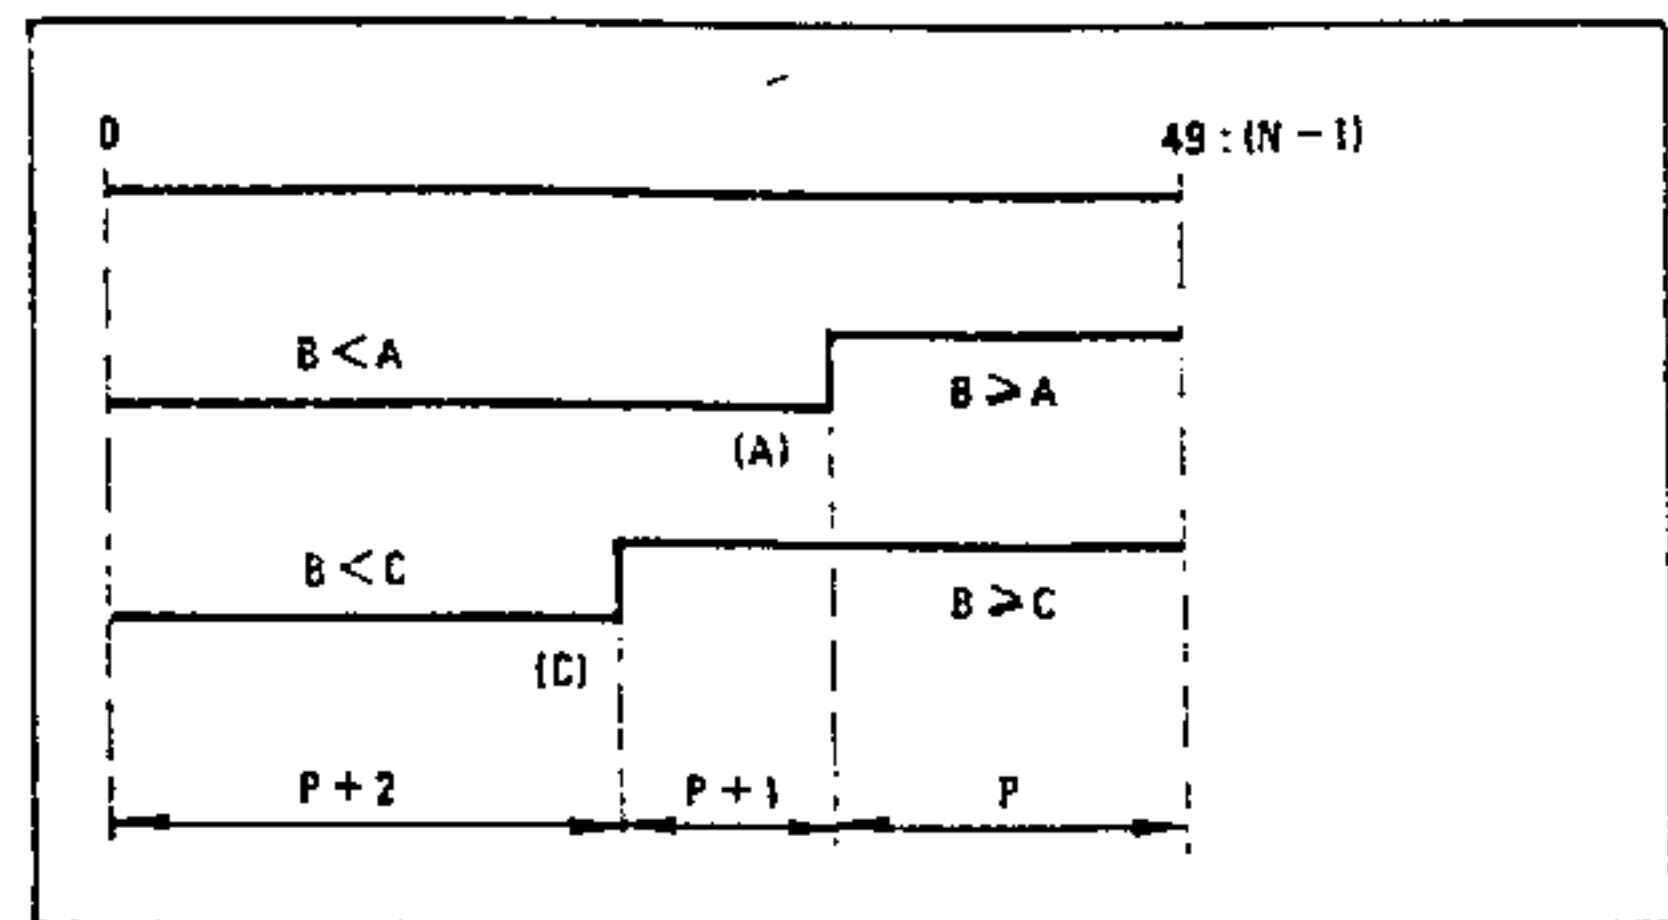 0 49 : (N – 1)
B < A
B ⩾ A
(A)
B < C
B ⩾ C
(C)
P + 2 P + 1 P